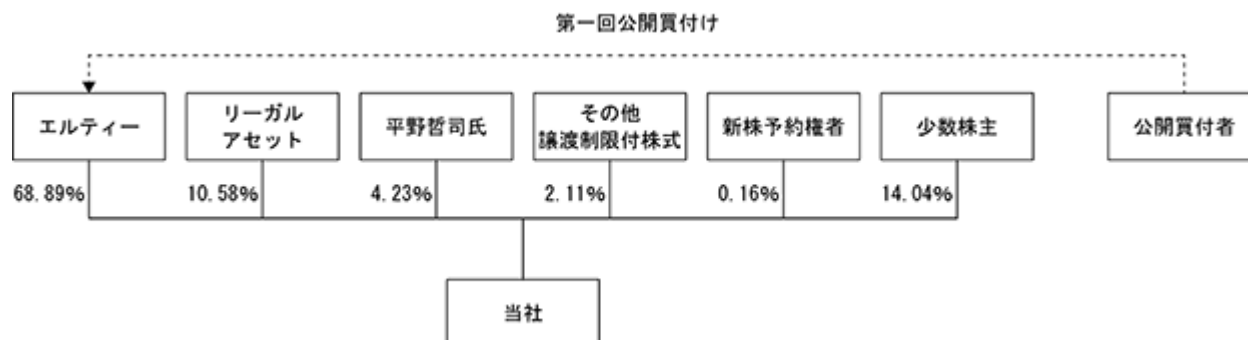 第一回公開買付け
エルティー
リーガル
アセット
平野哲司氏
その他
譲渡制限付株式
新株予約権者
少数株主
公開買付者
68.89%
10.58%
4.23%
2.11%
0.16%
14.04%
当社